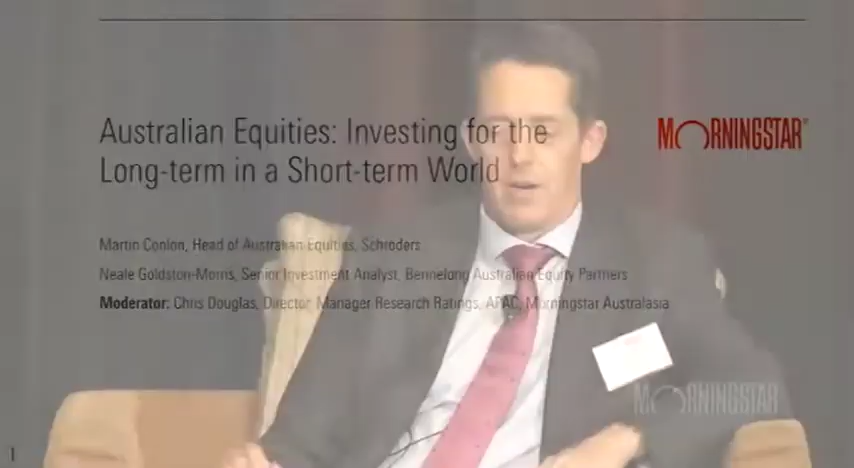 Australian Equities: Investing for the
Long-term in a Short-term World
MORNINGSTAR®
Martin Conlon, Head of Australian Equities, Schroders
Neale Goldston-Morris, Senior Investment Analyst, Bennelong Australian Equity Partners
Moderator: Chris Douglas, Director, Manager Research Ratings, APAC, Morningstar Australasia
MORNINGSTAR
1